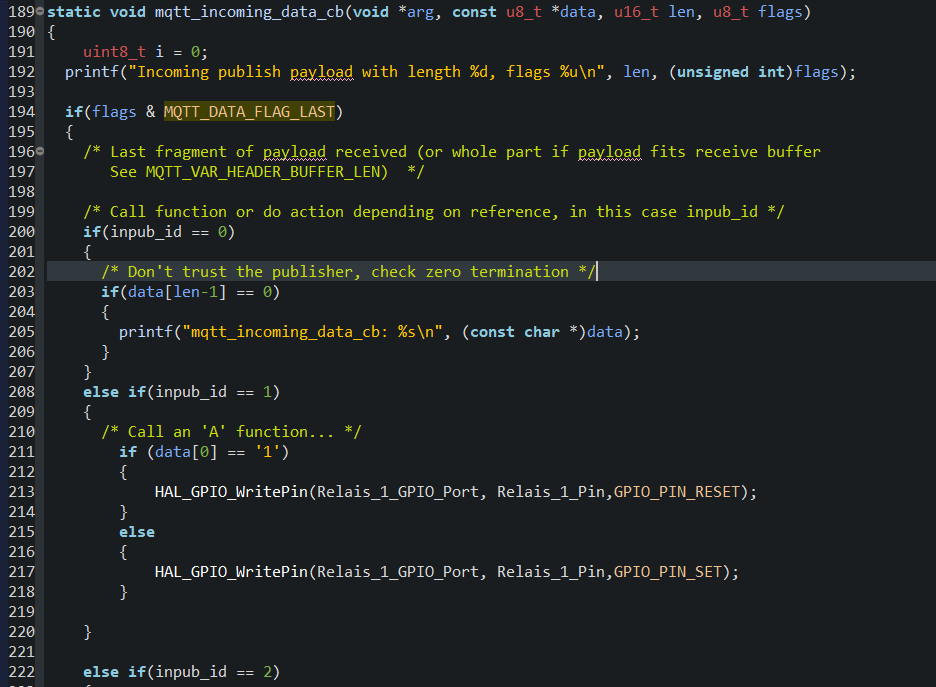 189 static void mqtt_incoming_data_cb(void *arg, const u8_t *data, u16_t len, u8_t flags)
190 {
191     uint8_t i = 0;
192   printf("Incoming publish payload with length %d, flags %u\n", len, (unsigned int)flags);
193
194   if(flags & MQTT_DATA_FLAG_LAST)
195   {
196     /* Last fragment of payload received (or whole part if payload fits receive buffer
197        See MQTT_VAR_HEADER_BUFFER_LEN)  */
198
199     /* Call function or do action depending on reference, in this case inpub_id */
200     if(inpub_id == 0)
201     {
202       /* Don't trust the publisher, check zero termination */
203       if(data[len-1] == 0)
204       {
205         printf("mqtt_incoming_data_cb: %s\n", (const char *)data);
206       }
207     }
208     else if(inpub_id == 1)
209     {
210       /* Call an 'A' function... */
211         if (data[0] == '1')
212         {
213             HAL_GPIO_WritePin(Relais_1_GPIO_Port, Relais_1_Pin,GPIO_PIN_RESET);
214         }
215         else
216         {
217             HAL_GPIO_WritePin(Relais_1_GPIO_Port, Relais_1_Pin,GPIO_PIN_SET);
218         }
219
220     }
221
222     else if(inpub_id == 2)